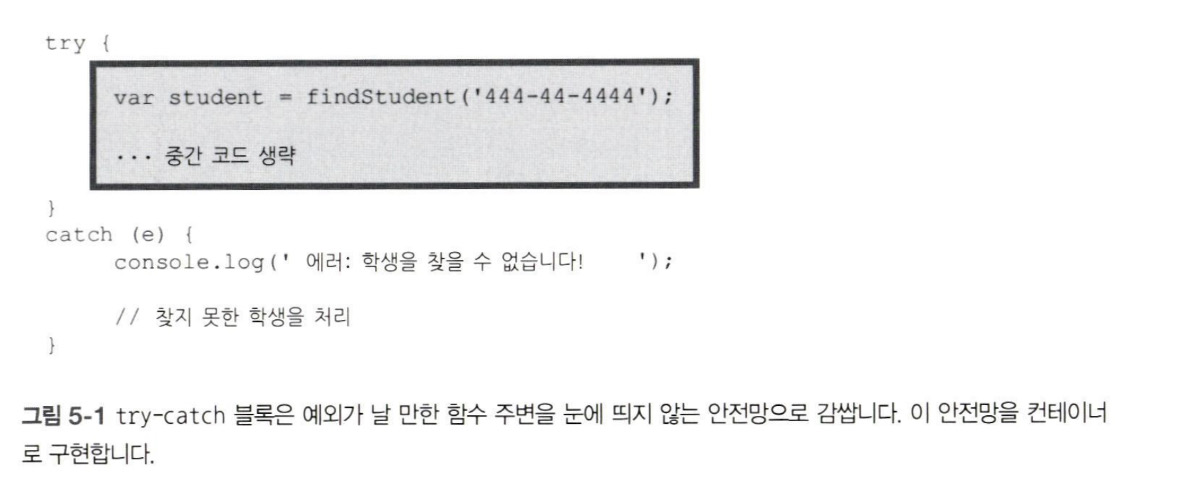 try {
var student = findStudent('444-44-4444');
... 중간 코드 생략
}
catch (e) {
console.log(' 에러: 학생을 찾을 수 없습니다! ');
// 찾지 못한 학생을 처리
}
그림 5-1 try-catch 블록은 예외가 날 만한 함수 주변을 눈에 띄지 않는 안전망으로 감쌉니다. 이 안전망을 컨테이너
로 구현합니다.